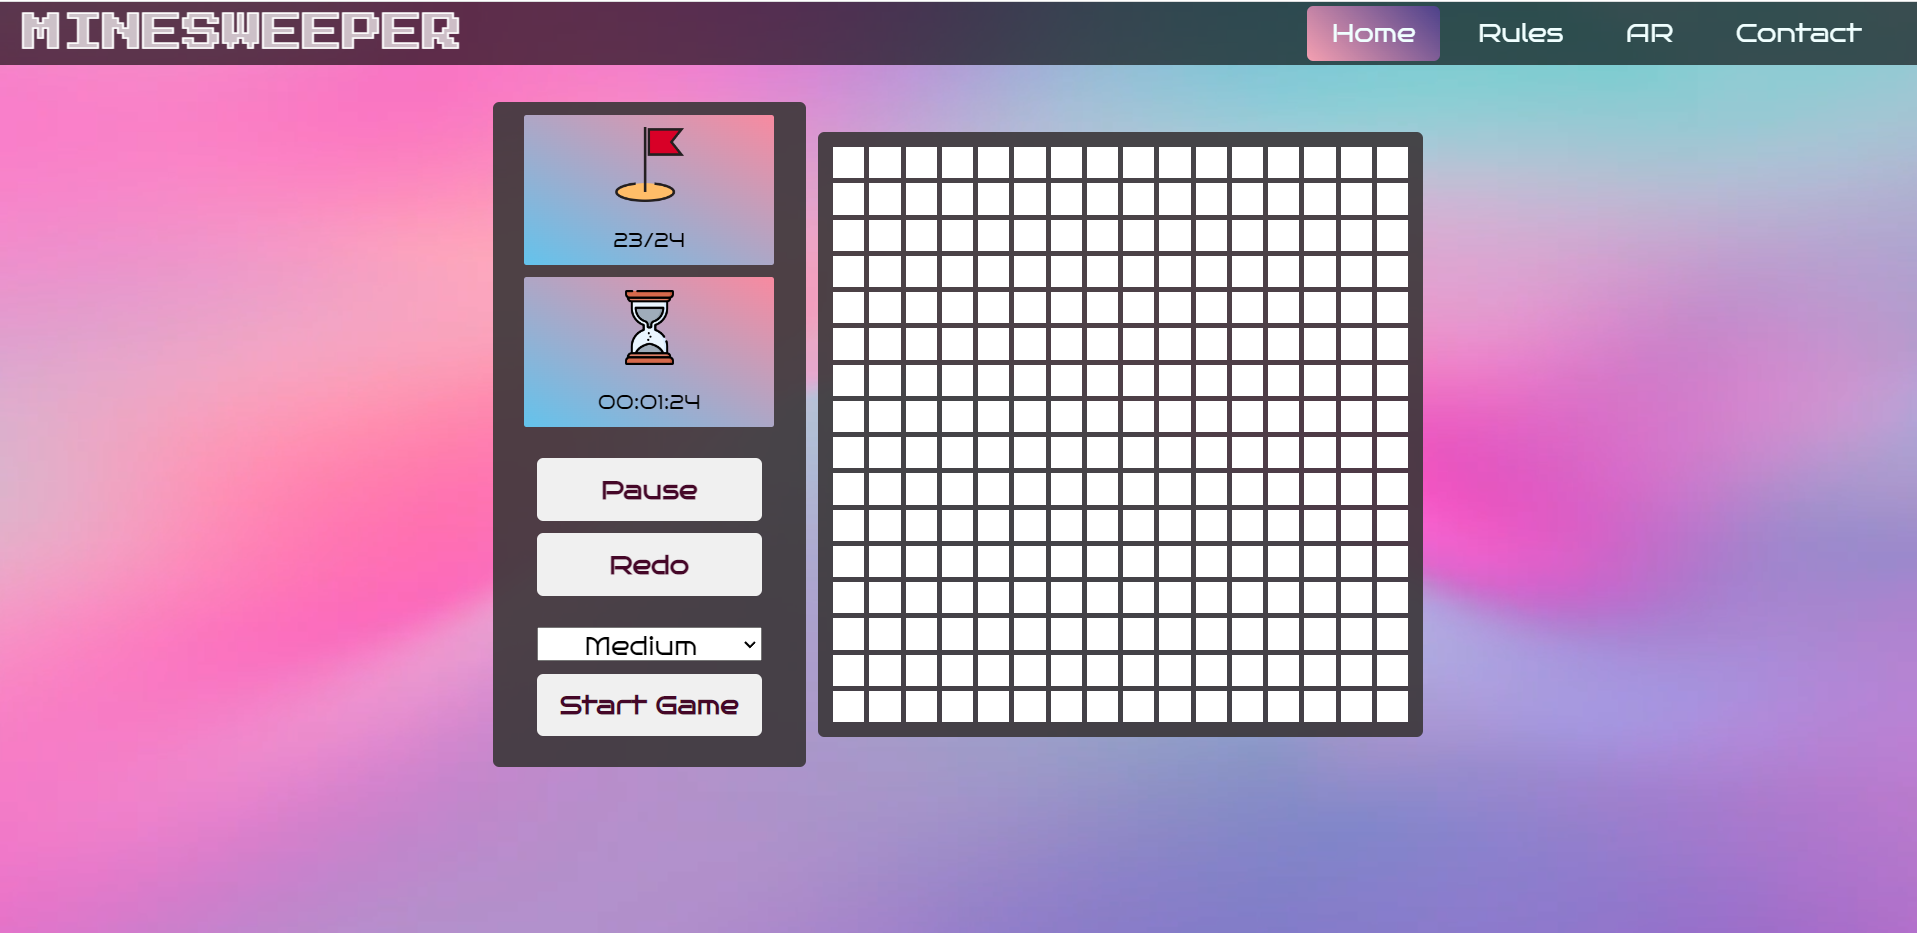 MINESWEEPER
Home Rules AR Contact
23/24
00:01:24
Pause
Redo
Medium
Start Game